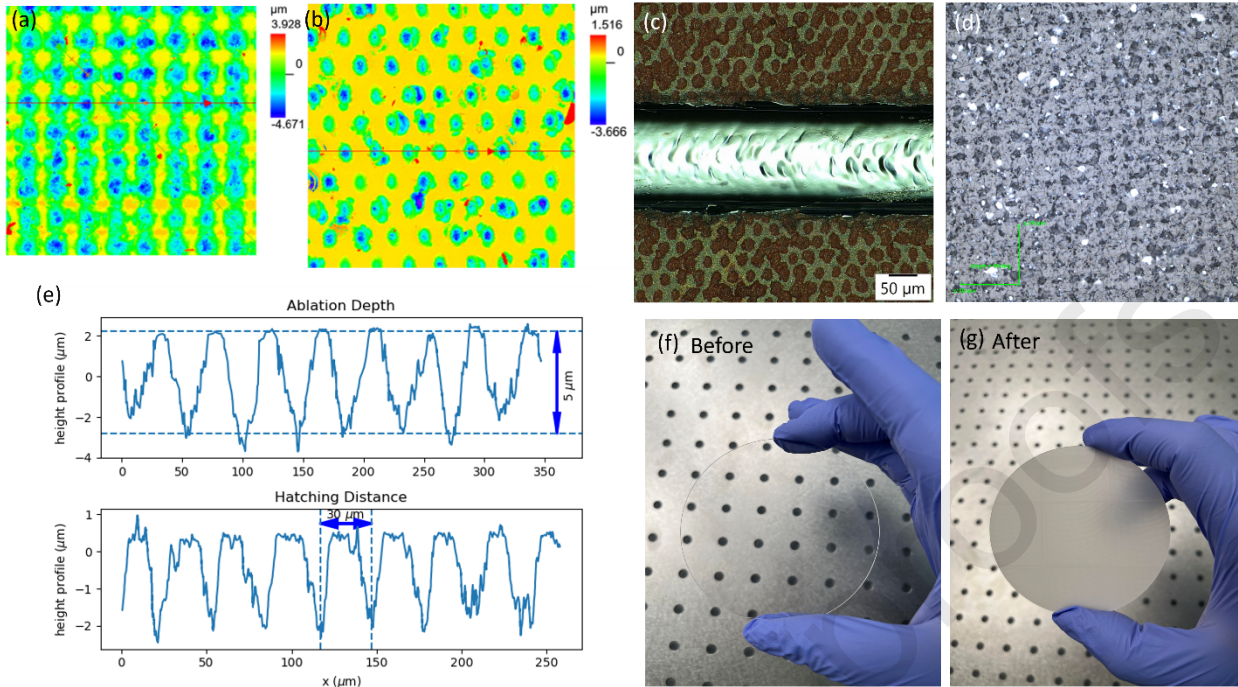 (a)
µm
3.928
0
-4.671
(b)
µm
1.516
0
-3.666
(c)
50 µm
(d)
(e)
Ablation Depth
height profile (µm)
2
0
−2
−4
5 µm
0
50
100
150
200
250
300
350
Hatching Distance
30 µm
height profile (µm)
1
0
−1
−2
0
50
100
150
200
250
x (µm)
(f) Before
(g) After